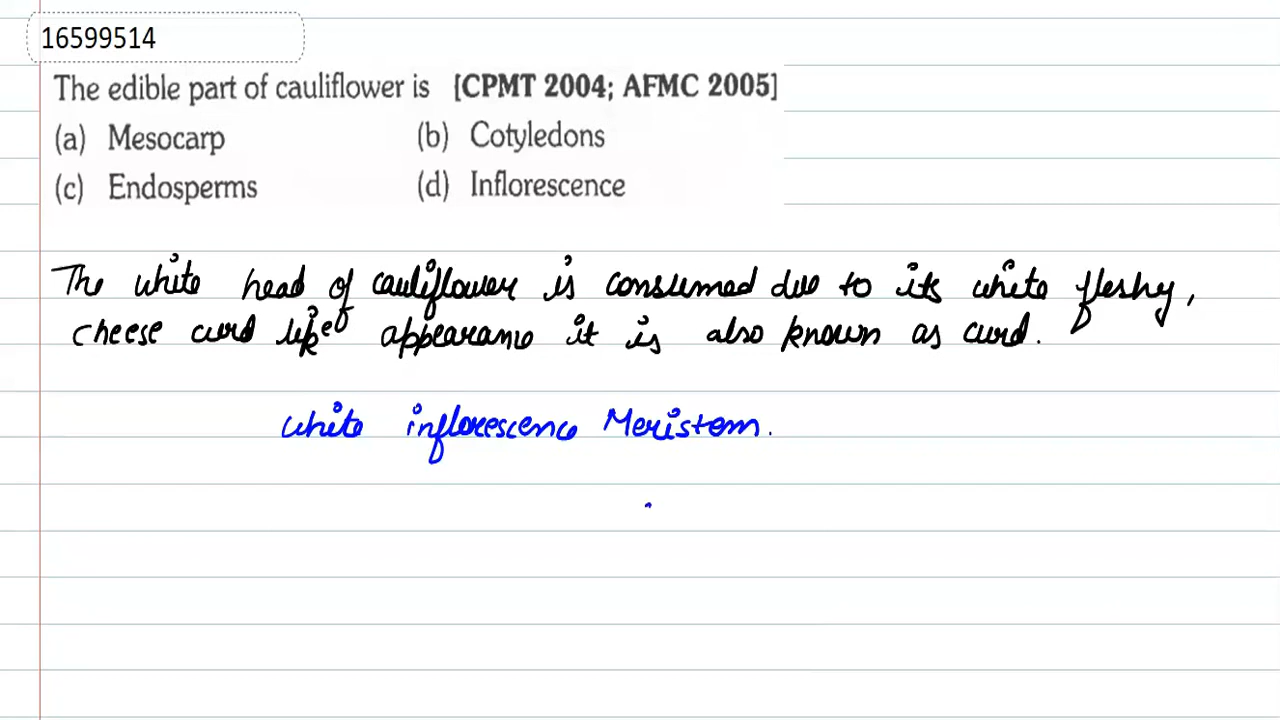 16599514
The edible part of cauliflower is [CPMT 2004; AFMC 2005]
(a) Mesocarp (b) Cotyledons
(c) Endosperms (d) Inflorescence
The white head of cauliflower is consumed due to its white fleshy,
cheese curd like appearance it is also known as curd.
white inflorescence Meristem.